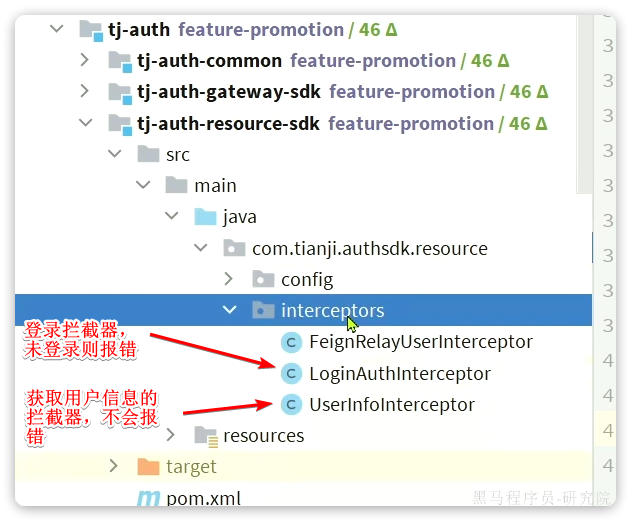 tj-auth feature-promotion / 46 Δ
tj-auth-common feature-promotion / 46 Δ
tj-auth-gateway-sdk feature-promotion / 46 Δ
tj-auth-resource-sdk feature-promotion / 46 Δ
src
main
java
com.tianji.authsdk.resource
config
interceptors
登录拦截器，
未登录则报错
FeignRelayUserInterceptor
LoginAuthInterceptor
获取用户信息的
拦截器，不会报
错
UserInfoInterceptor
resources
target
pom.xml
3
3
3
3
3
3
3
3
3
4
4
4
4
黑马程序员-研究院